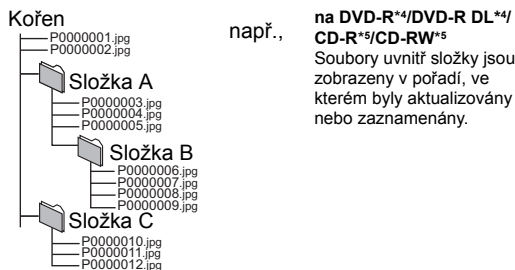 Kořen
P0000001.jpg
P0000002.jpg
Složka A
P0000003.jpg
P0000004.jpg
P0000005.jpg
Složka B
P0000006.jpg
P0000007.jpg
P0000008.jpg
P0000009.jpg
Složka C
P0000010.jpg
P0000011.jpg
P0000012.jpg
např.,
na DVD-R*4/DVD-R DL*4/
CD-R*5/CD-RW*5
Soubory uvnitř složky jsou
zobrazeny v pořadí, ve
kterém byly aktualizovány
nebo zaznamenány.